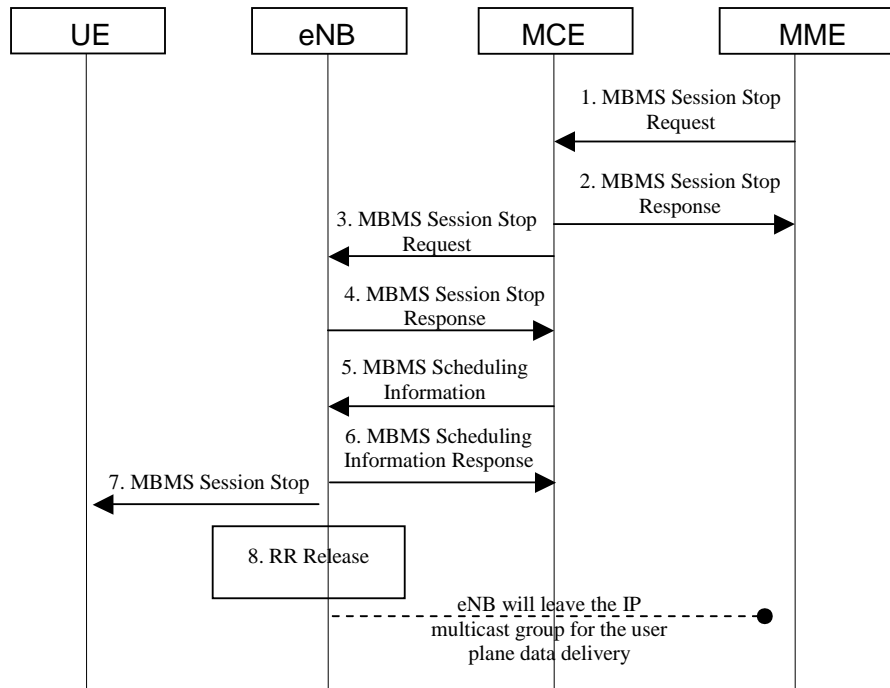 UE
eNB
MCE
MME
1. MBMS Session Stop
Request
2. MBMS Session Stop
Response
3. MBMS Session Stop
Request
4. MBMS Session Stop
Response
5. MBMS Scheduling
Information
6. MBMS Scheduling
Information Response
7. MBMS Session Stop
8. RR Release
eNB will leave the IP
multicast group for the user
plane data delivery